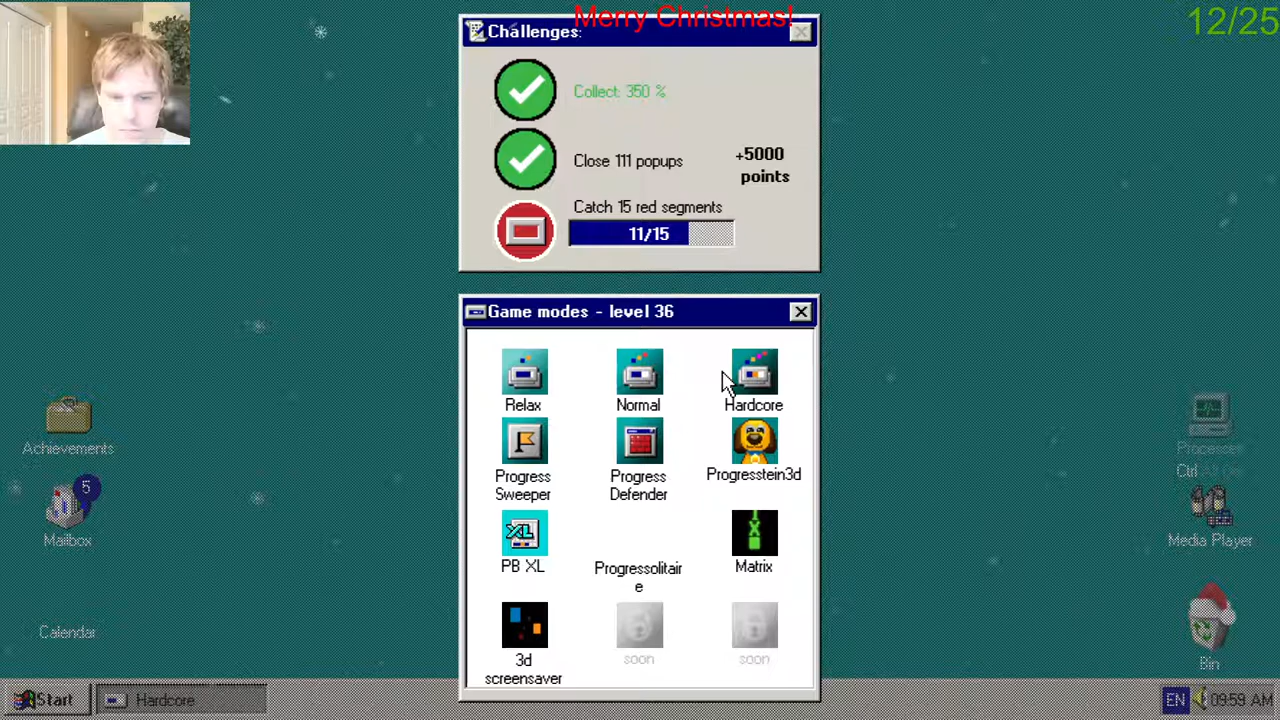 Merry Christmas!
12/25
Challenges:
Collect: 350 %
Close 111 popups
+5000
points
Catch 15 red segments
11/15
Game modes - level 36
Relax
Normal
Hardcore
Progress
Sweeper
Progress
Defender
Progresstein3d
XL
PB XL
Progressolitair
e
X
Matrix
3d
screensaver
soon
soon
Achievements
5
Mailbox
Calendar
Media Player
Bin
Start
Hardcore
EN
09:59 AM